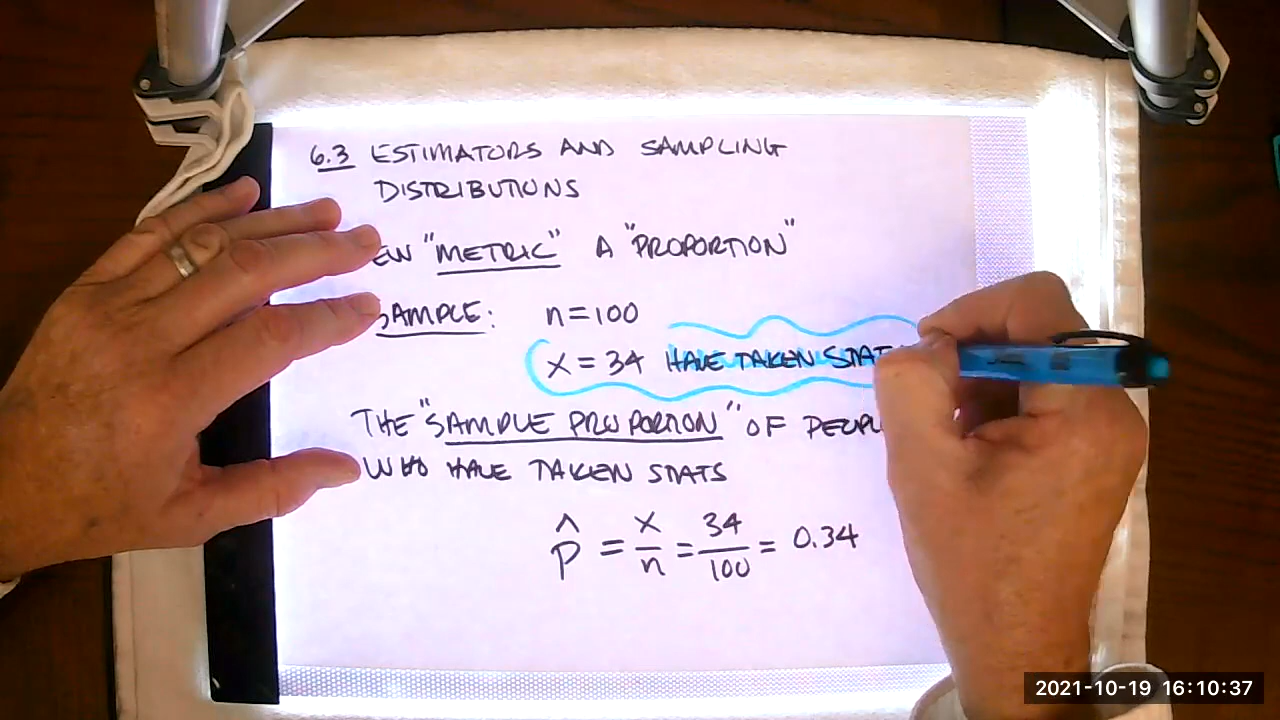 6.3 ESTIMATORS AND SAMPLING
DISTRIBUTIONS
"METRIC" A "PROPORTION"
SAMPLE: n=100
x = 34 HAVE TAKEN
THE "SAMPLE PROPORTION" OF
WHO HAVE TAKEN STATS
p̂ = x/n = 34/100 = 0.34
2021-10-19 16:10:37